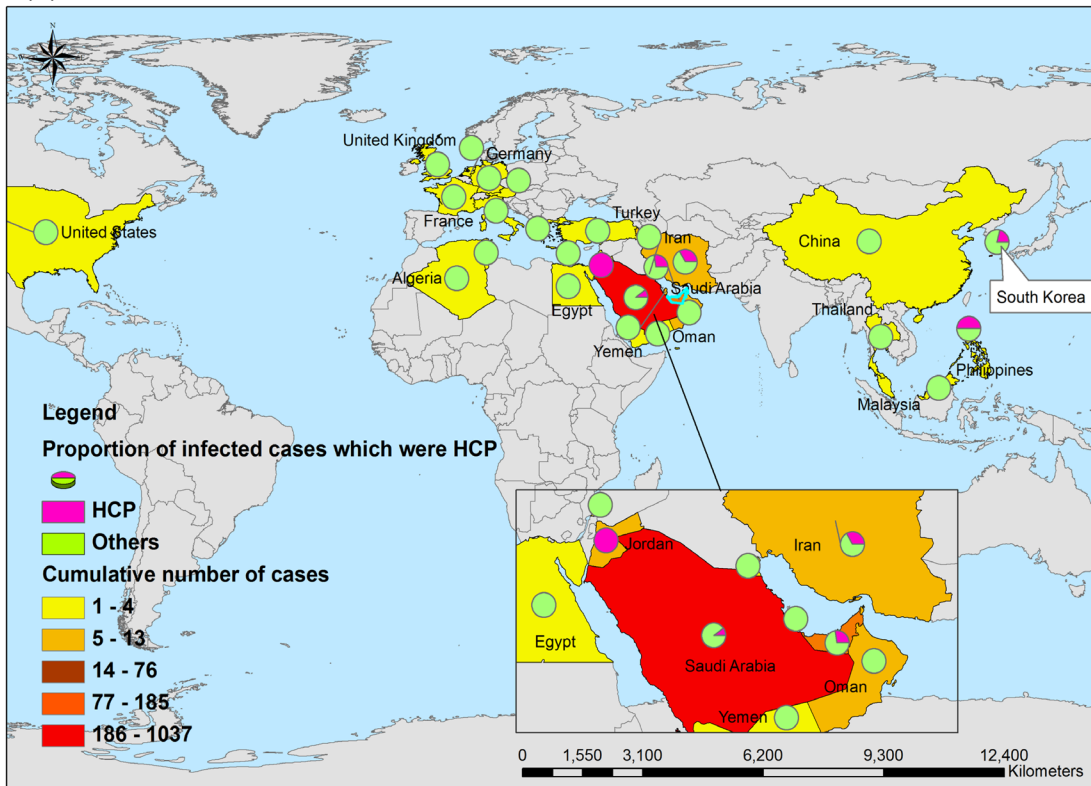 N
United Kingdom
Germany
France
Turkey
United States
Iran
China
Algeria
Saudi Arabia
South Korea
Egypt
Thailand
Yemen
Oman
Philippines
Malaysia
Legend
Proportion of infected cases which were HCP
HCP
Others
Cumulative number of cases
1 - 4
5 - 13
14 - 76
77 - 185
186 - 1037
Jordan
Iran
Egypt
Saudi Arabia
Oman
Yemen
0 1,550 3,100 6,200 9,300 12,400
Kilometers